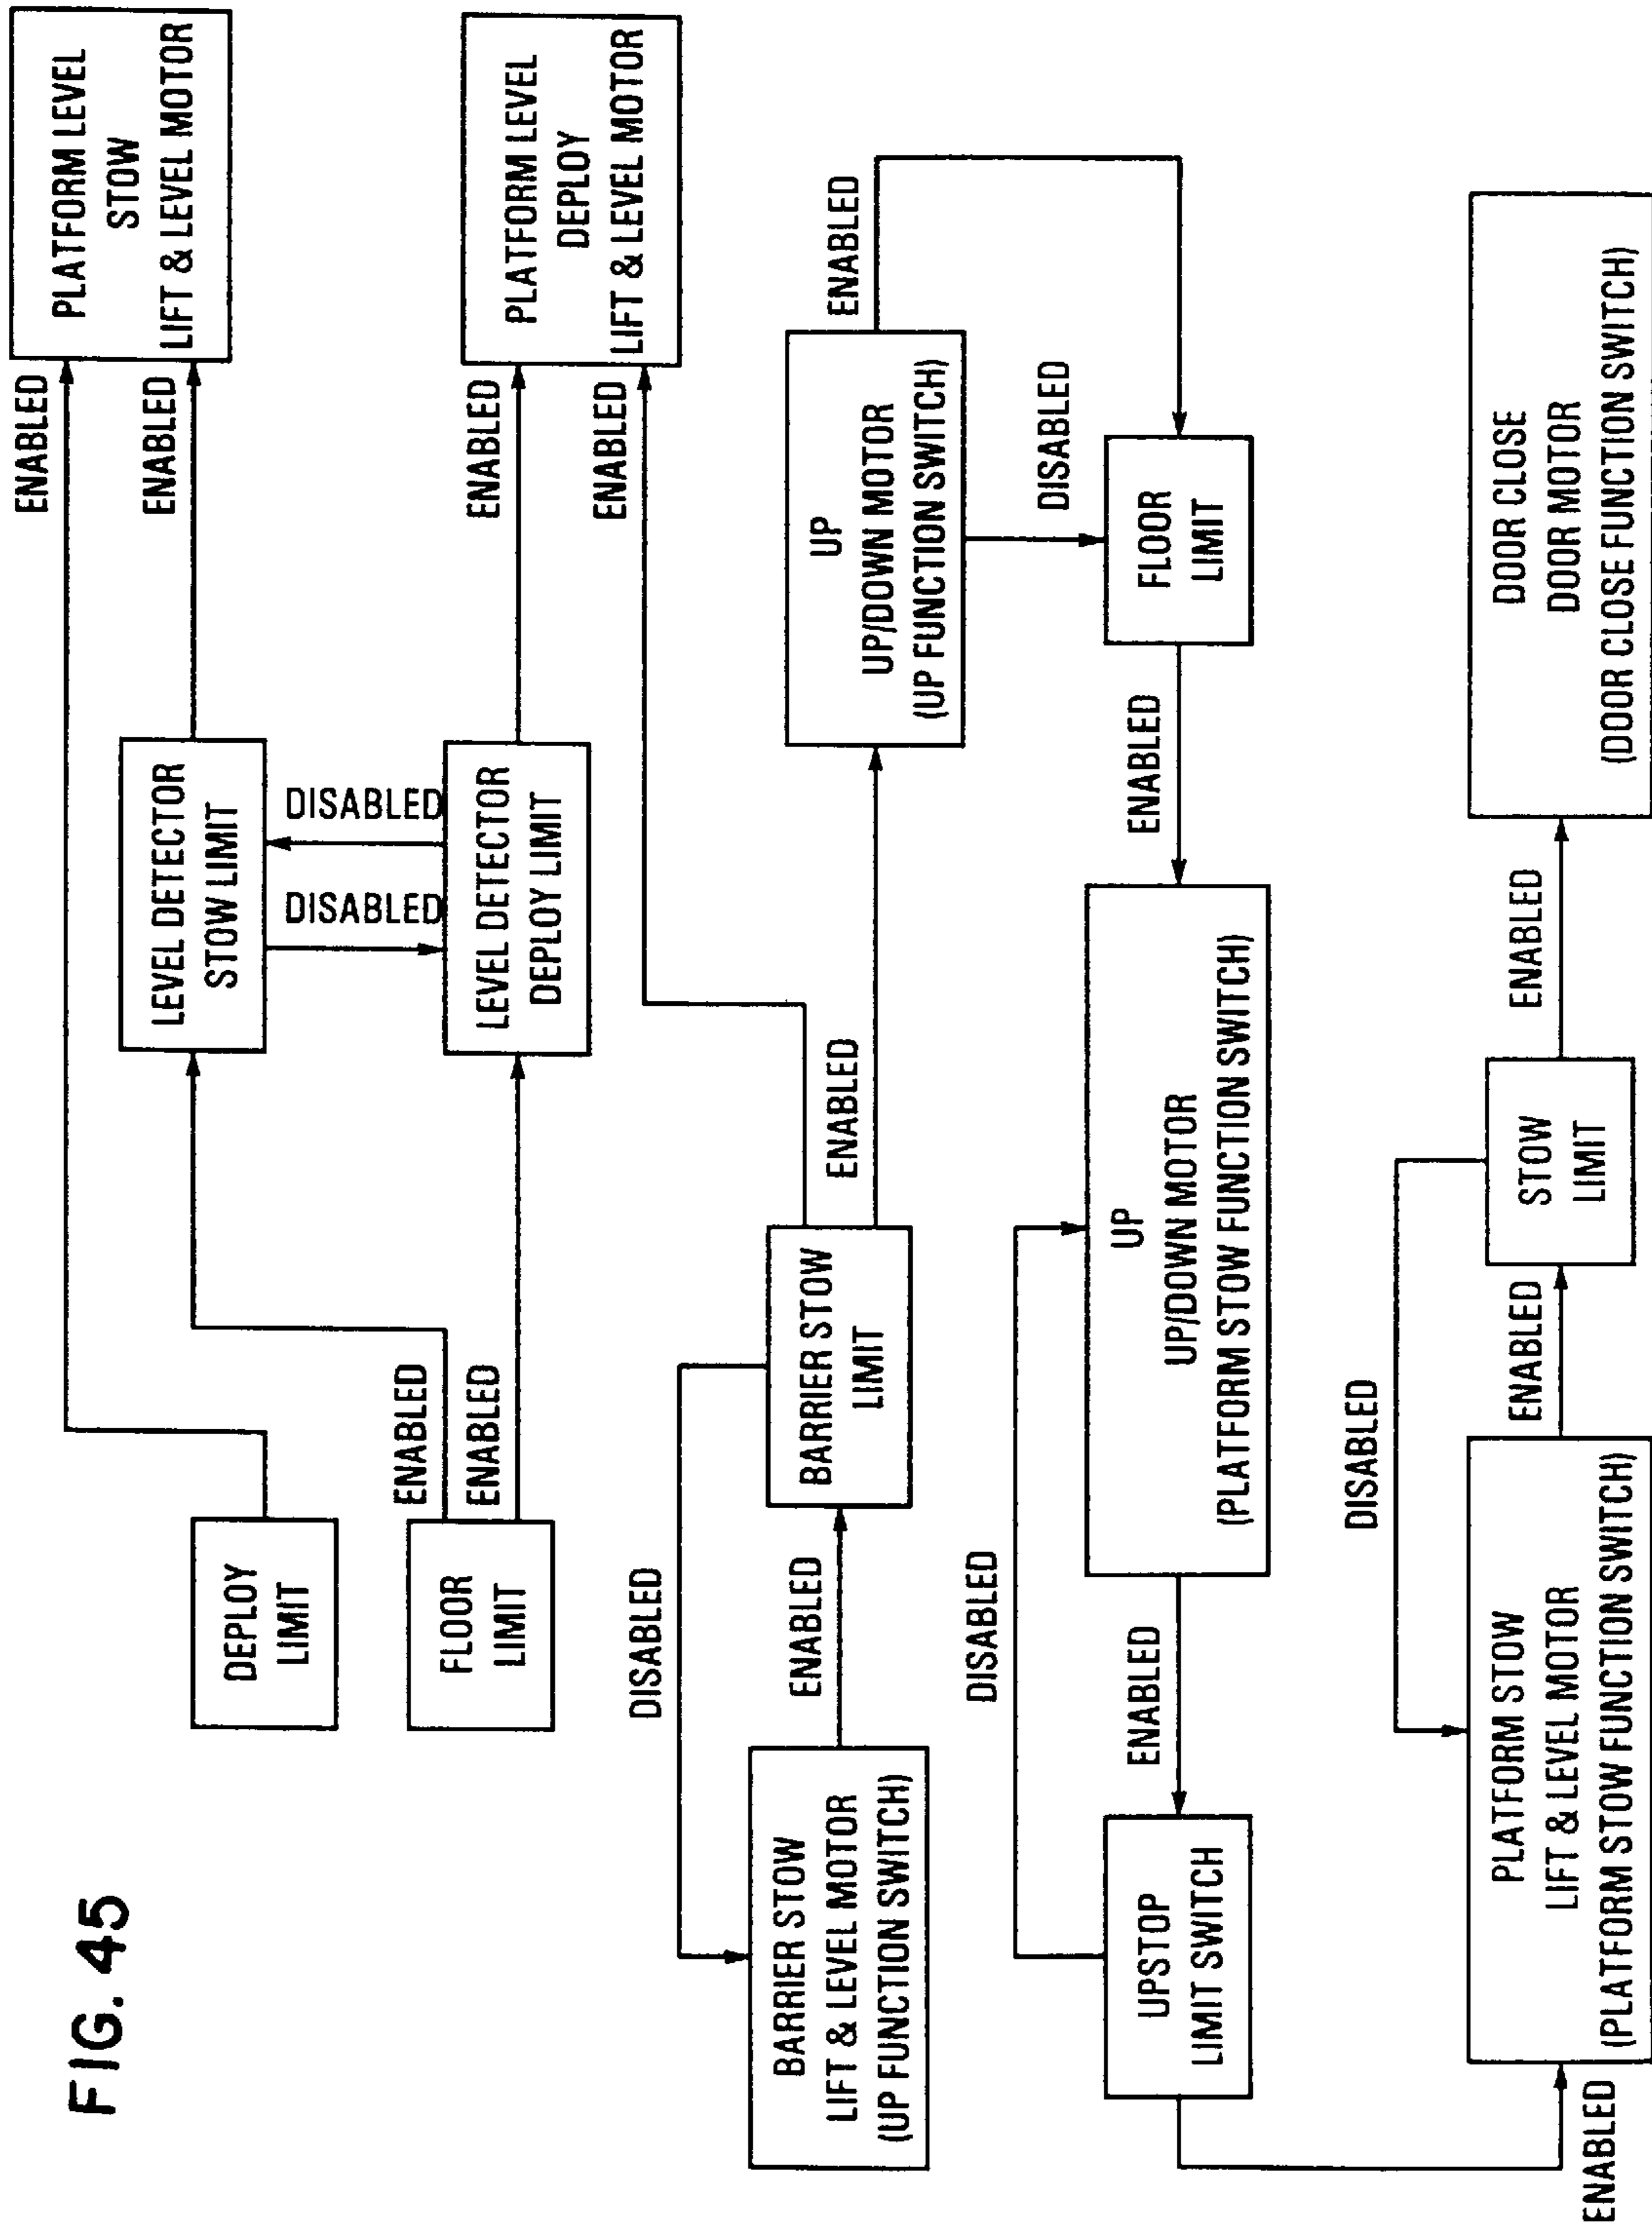 FIG. 45
DEPLOY
LIMIT
ENABLED
PLATFORM LEVEL
STOW
LIFT & LEVEL MOTOR
FLOOR
LIMIT
ENABLED
ENABLED
LEVEL DETECTOR
STOW LIMIT
ENABLED
DISABLED
DISABLED
LEVEL DETECTOR
DEPLOY LIMIT
ENABLED
PLATFORM LEVEL
DEPLOY
LIFT & LEVEL MOTOR
ENABLED
BARRIER STOW
LIFT & LEVEL MOTOR
(UP FUNCTION SWITCH)
DISABLED
ENABLED
BARRIER STOW
LIMIT
ENABLED
UP
UP/DOWN MOTOR
(UP FUNCTION SWITCH)
ENABLED
DISABLED
FLOOR
LIMIT
ENABLED
UP
UP/DOWN MOTOR
(PLATFORM STOW FUNCTION SWITCH)
DISABLED
ENABLED
UPSTOP
LIMIT SWITCH
ENABLED
PLATFORM STOW
LIFT & LEVEL MOTOR
(PLATFORM STOW FUNCTION SWITCH)
DISABLED
ENABLED
STOW
LIMIT
ENABLED
DOOR CLOSE
DOOR MOTOR
(DOOR CLOSE FUNCTION SWITCH)